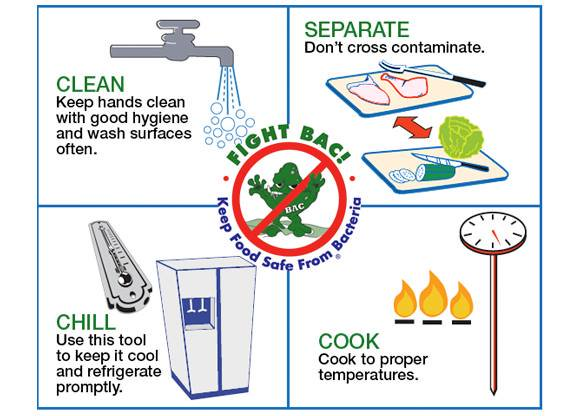 CLEAN
Keep hands clean
with good hygiene
and wash surfaces
often.
SEPARATE
Don't cross contaminate.
FIGHT BAC!
BAC
Keep Food Safe From Bacteria®
CHILL
Use this tool
to keep it cool
and refrigerate
promptly.
COOK
Cook to proper
temperatures.